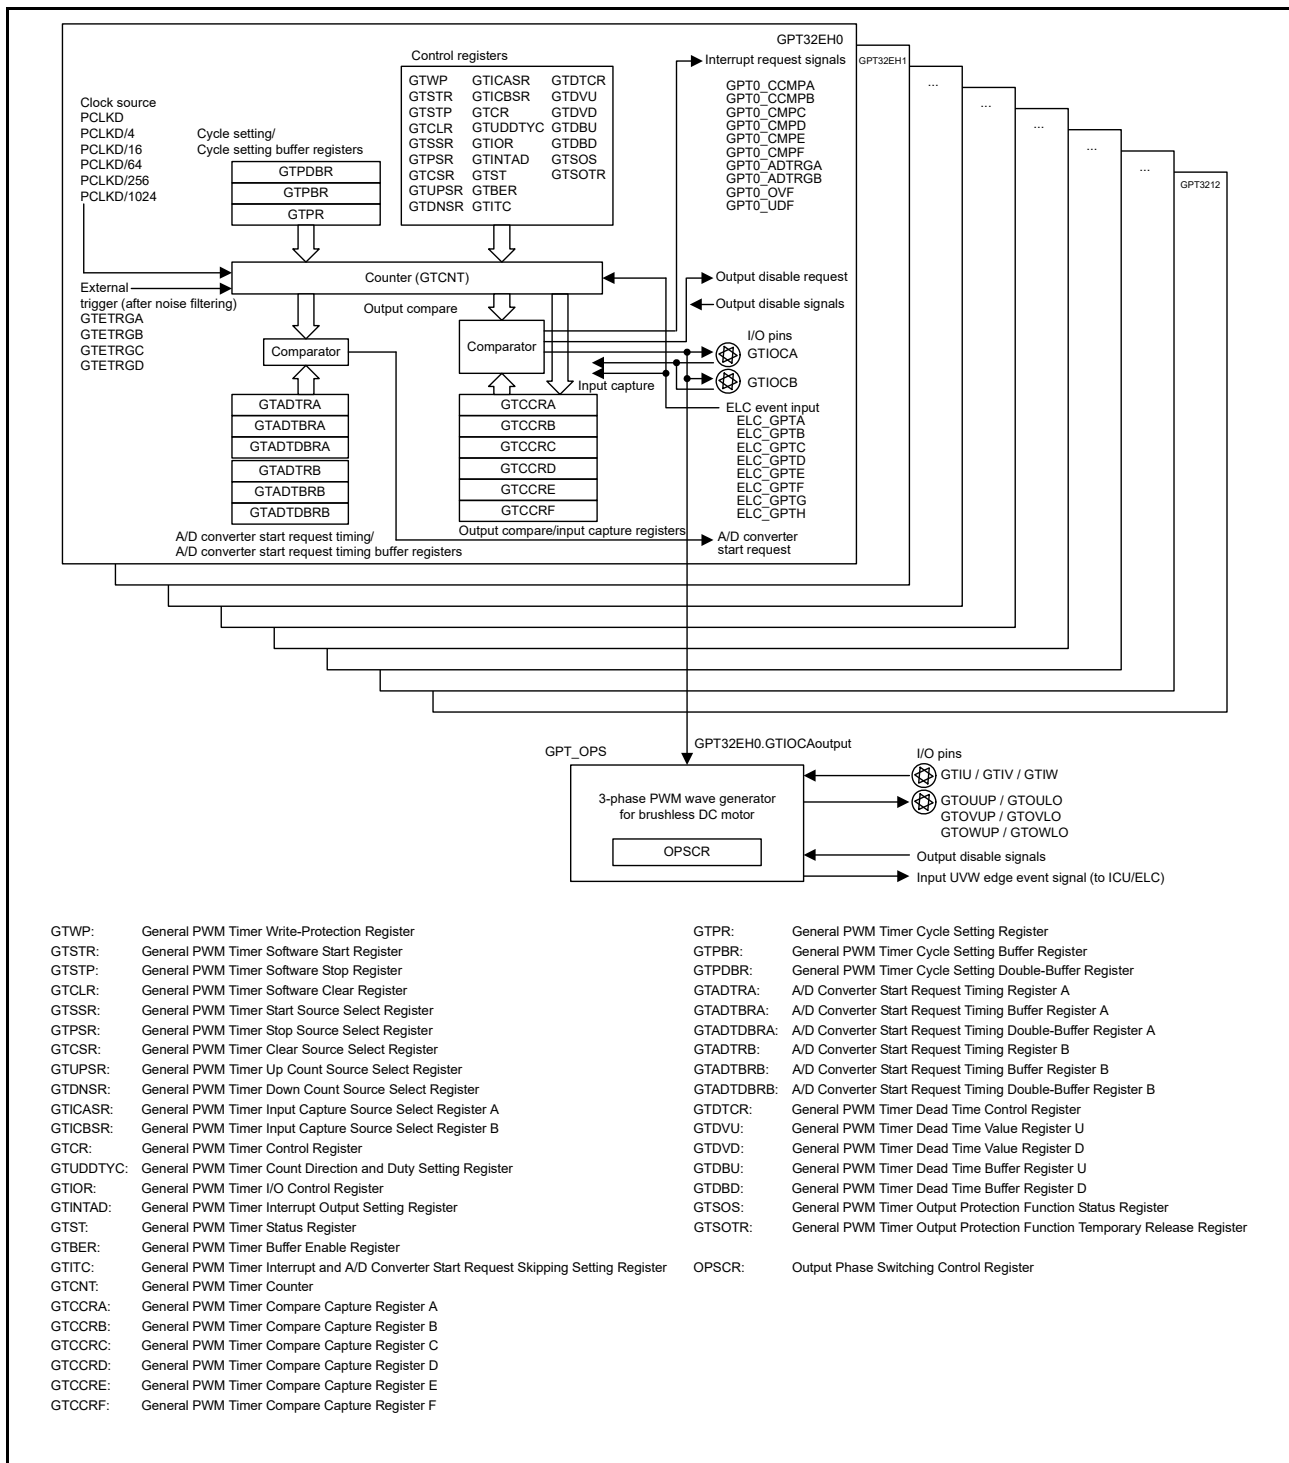 GPT32EH0
GPT32EH1
...
...
...
...
...
GPT3212
Control registers
GTWP GTICASR GTDTCR
GTSTR GTICBSR GTDVU
GTSTP GTCR GTDVD
GTCLR GTUDDTYC GTDBU
GTSSR GTIOR GTDBD
GTPSR GTINTAD GTSOS
GTCSR GTST GTSOTR
GTUPSR GTBER
GTDNSR GTITC
Interrupt request signals
GPT0_CCMPA
GPT0_CCMPB
GPT0_CMPC
GPT0_CMPD
GPT0_CMPE
GPT0_CMPF
GPT0_ADTRGA
GPT0_ADTRGB
GPT0_OVF
GPT0_UDF
Clock source
PCLKD
PCLKD/4
PCLKD/16
PCLKD/64
PCLKD/256
PCLKD/1024
Cycle setting/
Cycle setting buffer registers
GTPDBR
GTPBR
GTPR
Counter (GTCNT)
External
trigger (after noise filtering)
GTETRGA
GTETRGB
GTETRGC
GTETRGD
Output compare
Comparator
Comparator
Output disable request
Output disable signals
I/O pins
GTIOCA
GTIOCB
Input capture
ELC event input
ELC_GPTA
ELC_GPTB
ELC_GPTC
ELC_GPTD
ELC_GPTE
ELC_GPTF
ELC_GPTG
ELC_GPTH
GTADTRA
GTADTBRA
GTADTDBRA
GTADTRB
GTADTBRB
GTADTDBRB
GTCCRA
GTCCRB
GTCCRC
GTCCRD
GTCCRE
GTCCRF
A/D converter start request timing/
A/D converter start request timing buffer registers
Output compare/input capture registers
A/D converter
start request
GPT32EH0.GTIOCAoutput
GPT_OPS
3-phase PWM wave generator
for brushless DC motor
OPSCR
I/O pins
GTIU / GTIV / GTIW
GTOUUP / GTOULO
GTOVUP / GTOVLO
GTOWUP / GTOWLO
Output disable signals
Input UVW edge event signal (to ICU/ELC)
GTWP: General PWM Timer Write-Protection Register
GTSTR: General PWM Timer Software Start Register
GTSTP: General PWM Timer Software Stop Register
GTCLR: General PWM Timer Software Clear Register
GTSSR: General PWM Timer Start Source Select Register
GTPSR: General PWM Timer Stop Source Select Register
GTCSR: General PWM Timer Clear Source Select Register
GTUPSR: General PWM Timer Up Count Source Select Register
GTDNSR: General PWM Timer Down Count Source Select Register
GTICASR: General PWM Timer Input Capture Source Select Register A
GTICBSR: General PWM Timer Input Capture Source Select Register B
GTCR: General PWM Timer Control Register
GTUDDTYC: General PWM Timer Count Direction and Duty Setting Register
GTIOR: General PWM Timer I/O Control Register
GTINTAD: General PWM Timer Interrupt Output Setting Register
GTST: General PWM Timer Status Register
GTBER: General PWM Timer Buffer Enable Register
GTITC: General PWM Timer Interrupt and A/D Converter Start Request Skipping Setting Register
GTCNT: General PWM Timer Counter
GTCCRA: General PWM Timer Compare Capture Register A
GTCCRB: General PWM Timer Compare Capture Register B
GTCCRC: General PWM Timer Compare Capture Register C
GTCCRD: General PWM Timer Compare Capture Register D
GTCCRE: General PWM Timer Compare Capture Register E
GTCCRF: General PWM Timer Compare Capture Register F
GTPR: General PWM Timer Cycle Setting Register
GTPBR: General PWM Timer Cycle Setting Buffer Register
GTPDBR: General PWM Timer Cycle Setting Double-Buffer Register
GTADTRA: A/D Converter Start Request Timing Register A
GTADTBRA: A/D Converter Start Request Timing Buffer Register A
GTADTDBRA: A/D Converter Start Request Timing Double-Buffer Register A
GTADTRB: A/D Converter Start Request Timing Register B
GTADTBRB: A/D Converter Start Request Timing Buffer Register B
GTADTDBRB: A/D Converter Start Request Timing Double-Buffer Register B
GTDTCR: General PWM Timer Dead Time Control Register
GTDVU: General PWM Timer Dead Time Value Register U
GTDVD: General PWM Timer Dead Time Value Register D
GTDBU: General PWM Timer Dead Time Buffer Register U
GTDBD: General PWM Timer Dead Time Buffer Register D
GTSOS: General PWM Timer Output Protection Function Status Register
GTSOTR: General PWM Timer Output Protection Function Temporary Release Register
OPSCR: Output Phase Switching Control Register